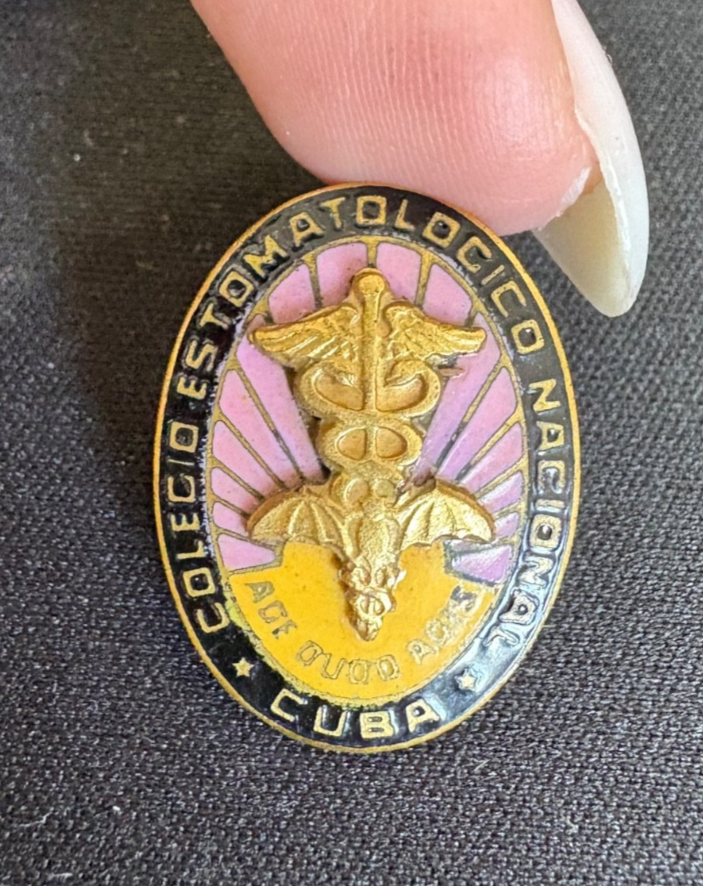 COLEGIO ESTOMATOLOGICO NACIONAL
CUBA
AGE QUOD AGIS